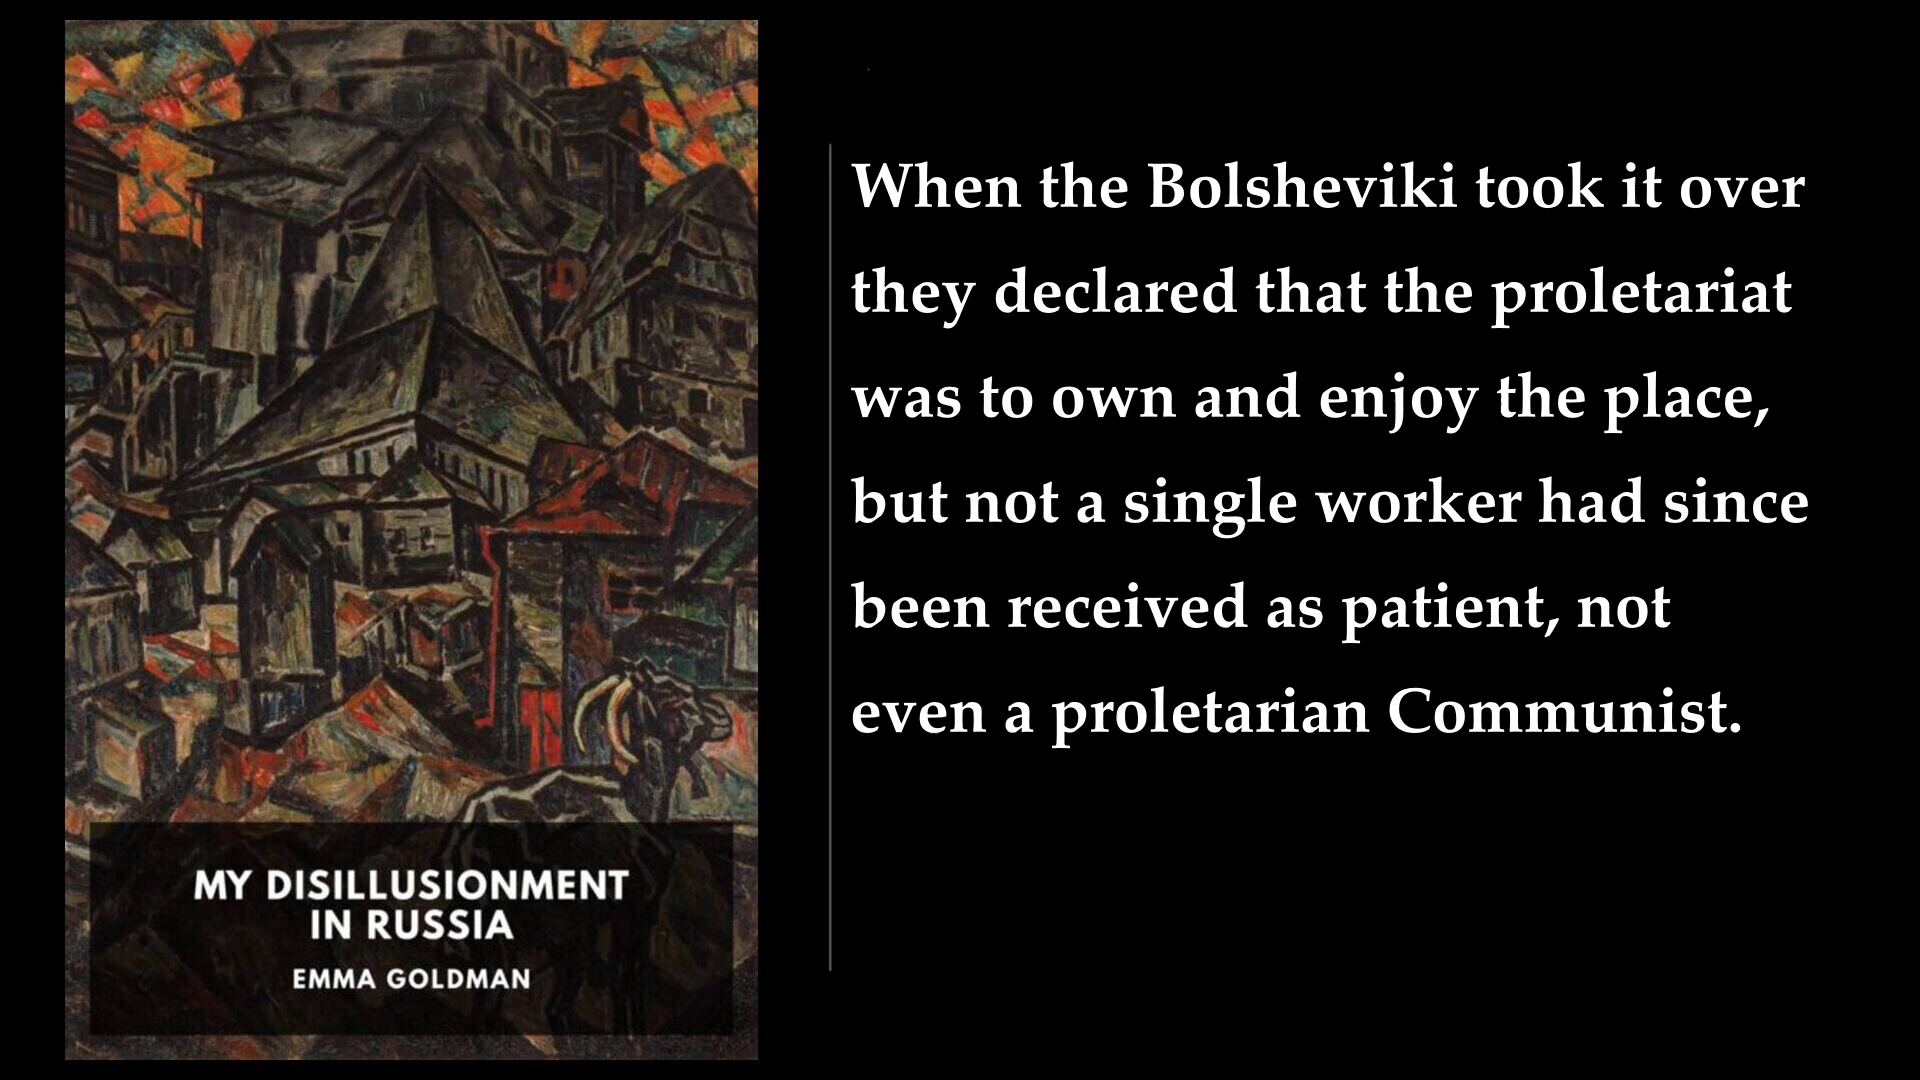 When the Bolsheviki took it over
they declared that the proletariat
was to own and enjoy the place,
but not a single worker had since
been received as patient, not
even a proletarian Communist.
MY DISILLUSIONMENT
IN RUSSIA
EMMA GOLDMAN